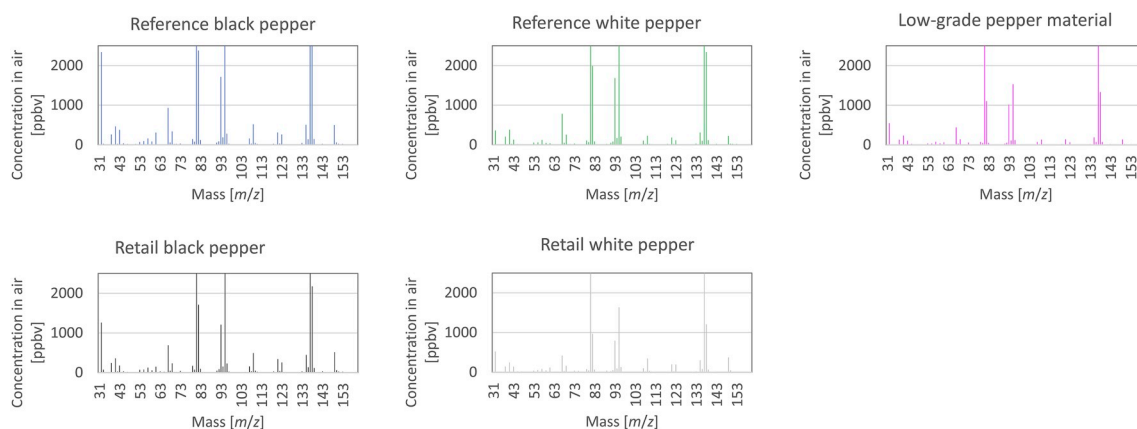 Reference black pepper
Concentration in air
[ppbv]
2000
1000
0
31 43 53 63 73 83 93 103 113 123 133 143 153
Mass [m/z]
Reference white pepper
Concentration in air
[ppbv]
2000
1000
0
31 43 53 63 73 83 93 103 113 123 133 143 153
Mass [m/z]
Low-grade pepper material
Concentration in air
[ppbv]
2000
1000
0
31 43 53 63 73 83 93 103 113 123 133 143 153
Mass [m/z]
Retail black pepper
Concentration in air
[ppbv]
2000
1000
0
31 43 53 63 73 83 93 103 113 123 133 143 153
Mass [m/z]
Retail white pepper
Concentration in air
[ppbv]
2000
1000
0
31 43 53 63 73 83 93 103 113 123 133 143 153
Mass [m/z]